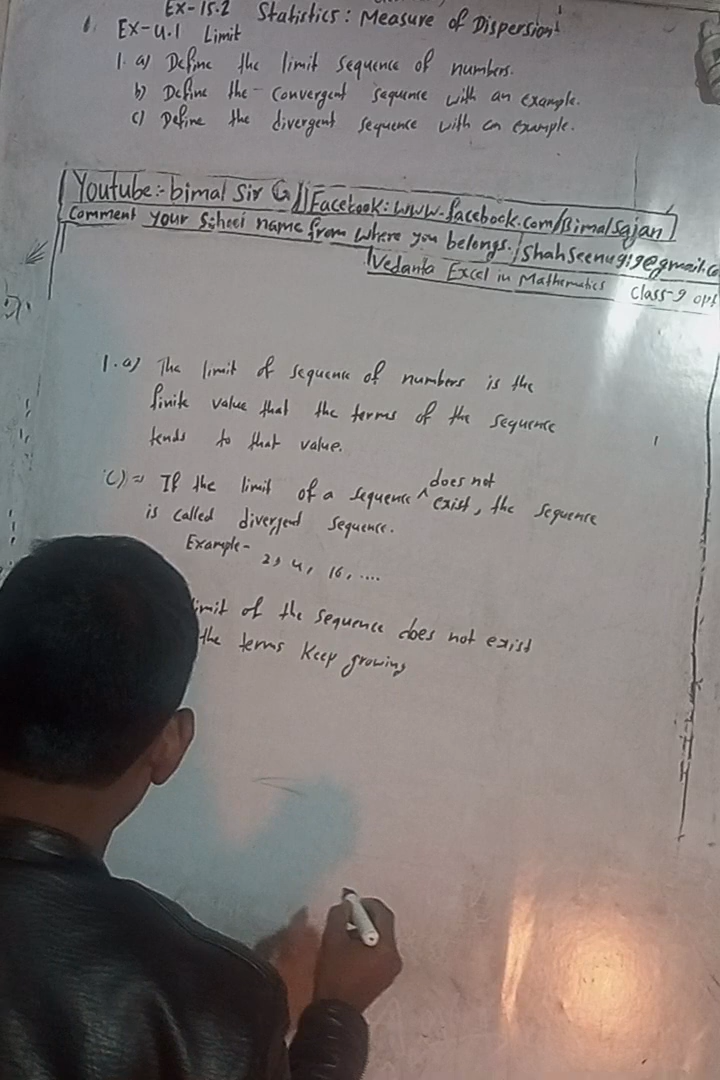 Ex-15.2 Statistics: Measure of Dispersion
Ex-4.1 Limit
1. a) Define the limit sequence of numbers.
b) Define the convergent sequence with an example.
c) Define the divergent sequence with an example.
Youtube:- bimal Sir G // Facebook: www.facebook.com/BimalSajan
Comment your School name from where you belongs. / Shahseenu919@gmail.c
Vedanta Excel in Mathematics Class-9 opt
1. a) The limit of sequence of numbers is the
finite value that the terms of the sequence
tends to that value.
c) ⇒ If the limit of a sequence ^ does not exist, the sequence
is called divergent sequence.
Example-
2, 4, 16, ....
limit of the sequence does not exist
the terms keep growing